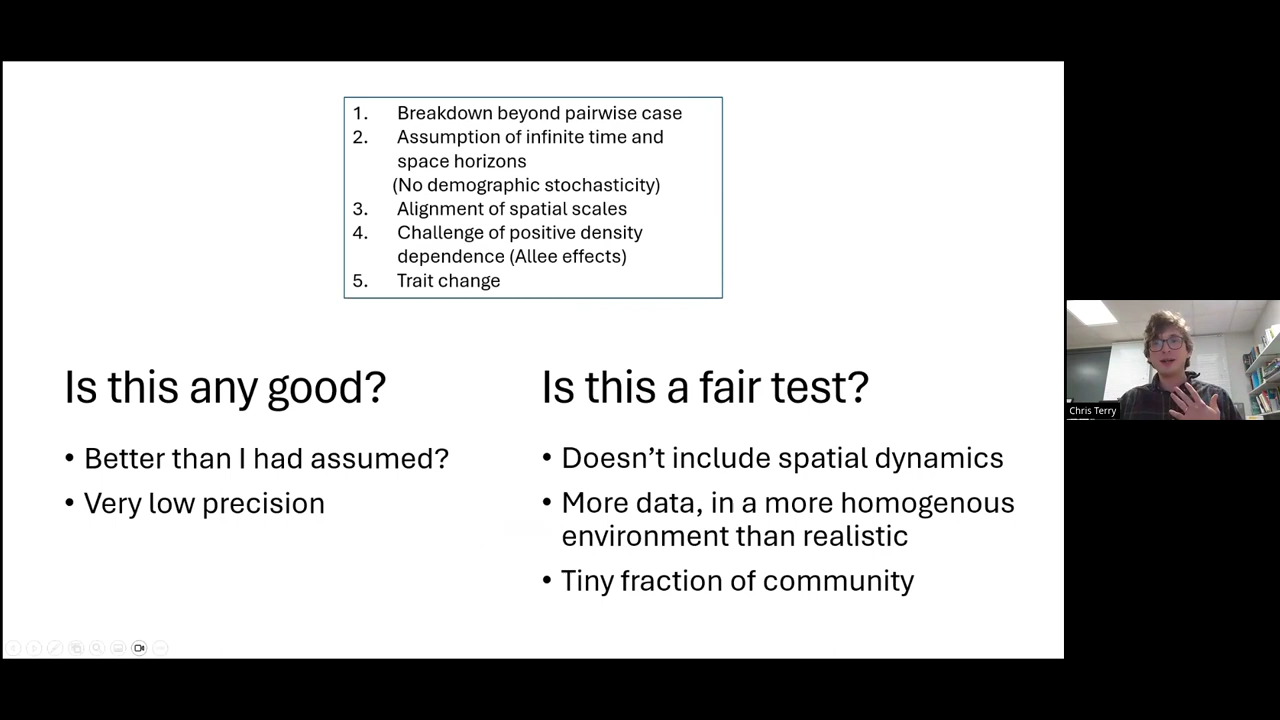 1. Breakdown beyond pairwise case
2. Assumption of infinite time and
space horizons
(No demographic stochasticity)
3. Alignment of spatial scales
4. Challenge of positive density
dependence (Allee effects)
5. Trait change
Is this any good?
• Better than I had assumed?
• Very low precision
Is this a fair test?
• Doesn’t include spatial dynamics
• More data, in a more homogenous
environment than realistic
• Tiny fraction of community
Chris Terry